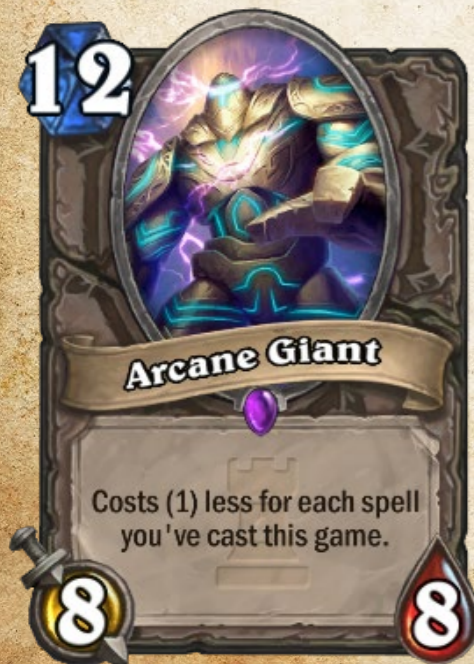 12
Arcane Giant
Costs (1) less for each spell
you've cast this game.
8
8